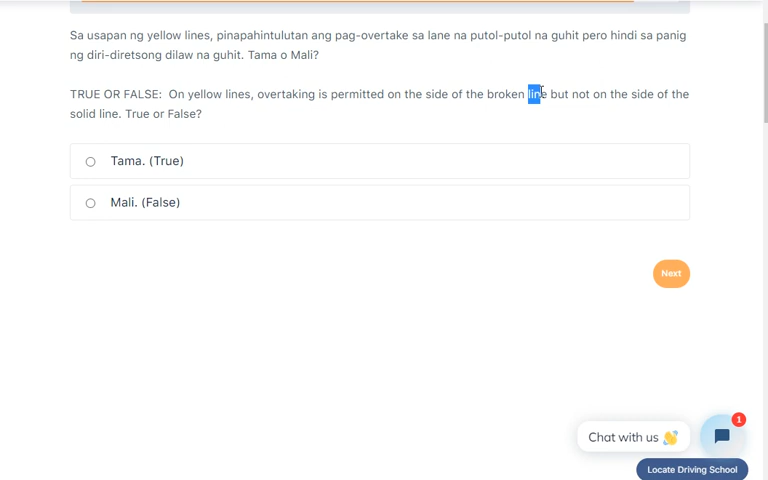 Sa usapan ng yellow lines, pinapahintulutan ang pag-overtake sa lane na putol-putol na guhit pero hindi sa panig
ng diri-diretsong dilaw na guhit. Tama o Mali?
TRUE OR FALSE:  On yellow lines, overtaking is permitted on the side of the broken line but not on the side of the
solid line. True or False?
Tama. (True)
Mali. (False)
Next
1
Chat with us 👋
Locate Driving School